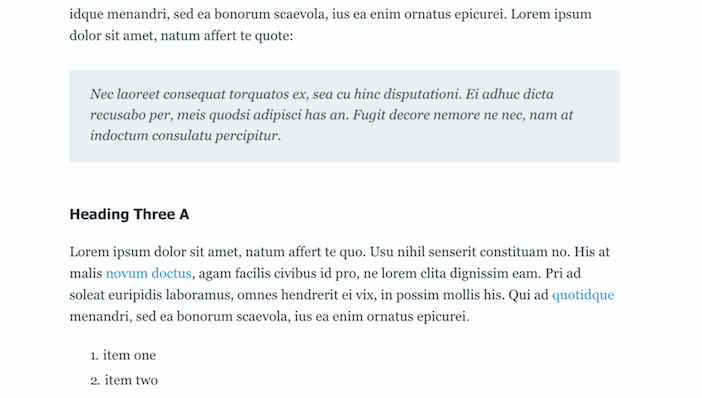 idque menandri, sed ea bonorum scaevola, ius ea enim ornatus epicurei. Lorem ipsum
dolor sit amet, natum affert te quote:
Nec laoreet consequat torquatos ex, sea cu hinc disputationi. Ei adhuc dicta
recusabo per, meis quodsi adipisci has an. Fugit decore nemore ne nec, nam at
indoctum consulatu percipitur.
Heading Three A
Lorem ipsum dolor sit amet, natum affert te quo. Usu nihil senserit constituam no. His at
malis novum doctus, agam facilis civibus id pro, ne lorem clita dignissim eam. Pri ad
soleat euripidis laboramus, omnes hendrerit ei vix, in possim mollis his. Qui ad quotidque
menandri, sed ea bonorum scaevola, ius ea enim ornatus epicurei.
1. item one
2. item two